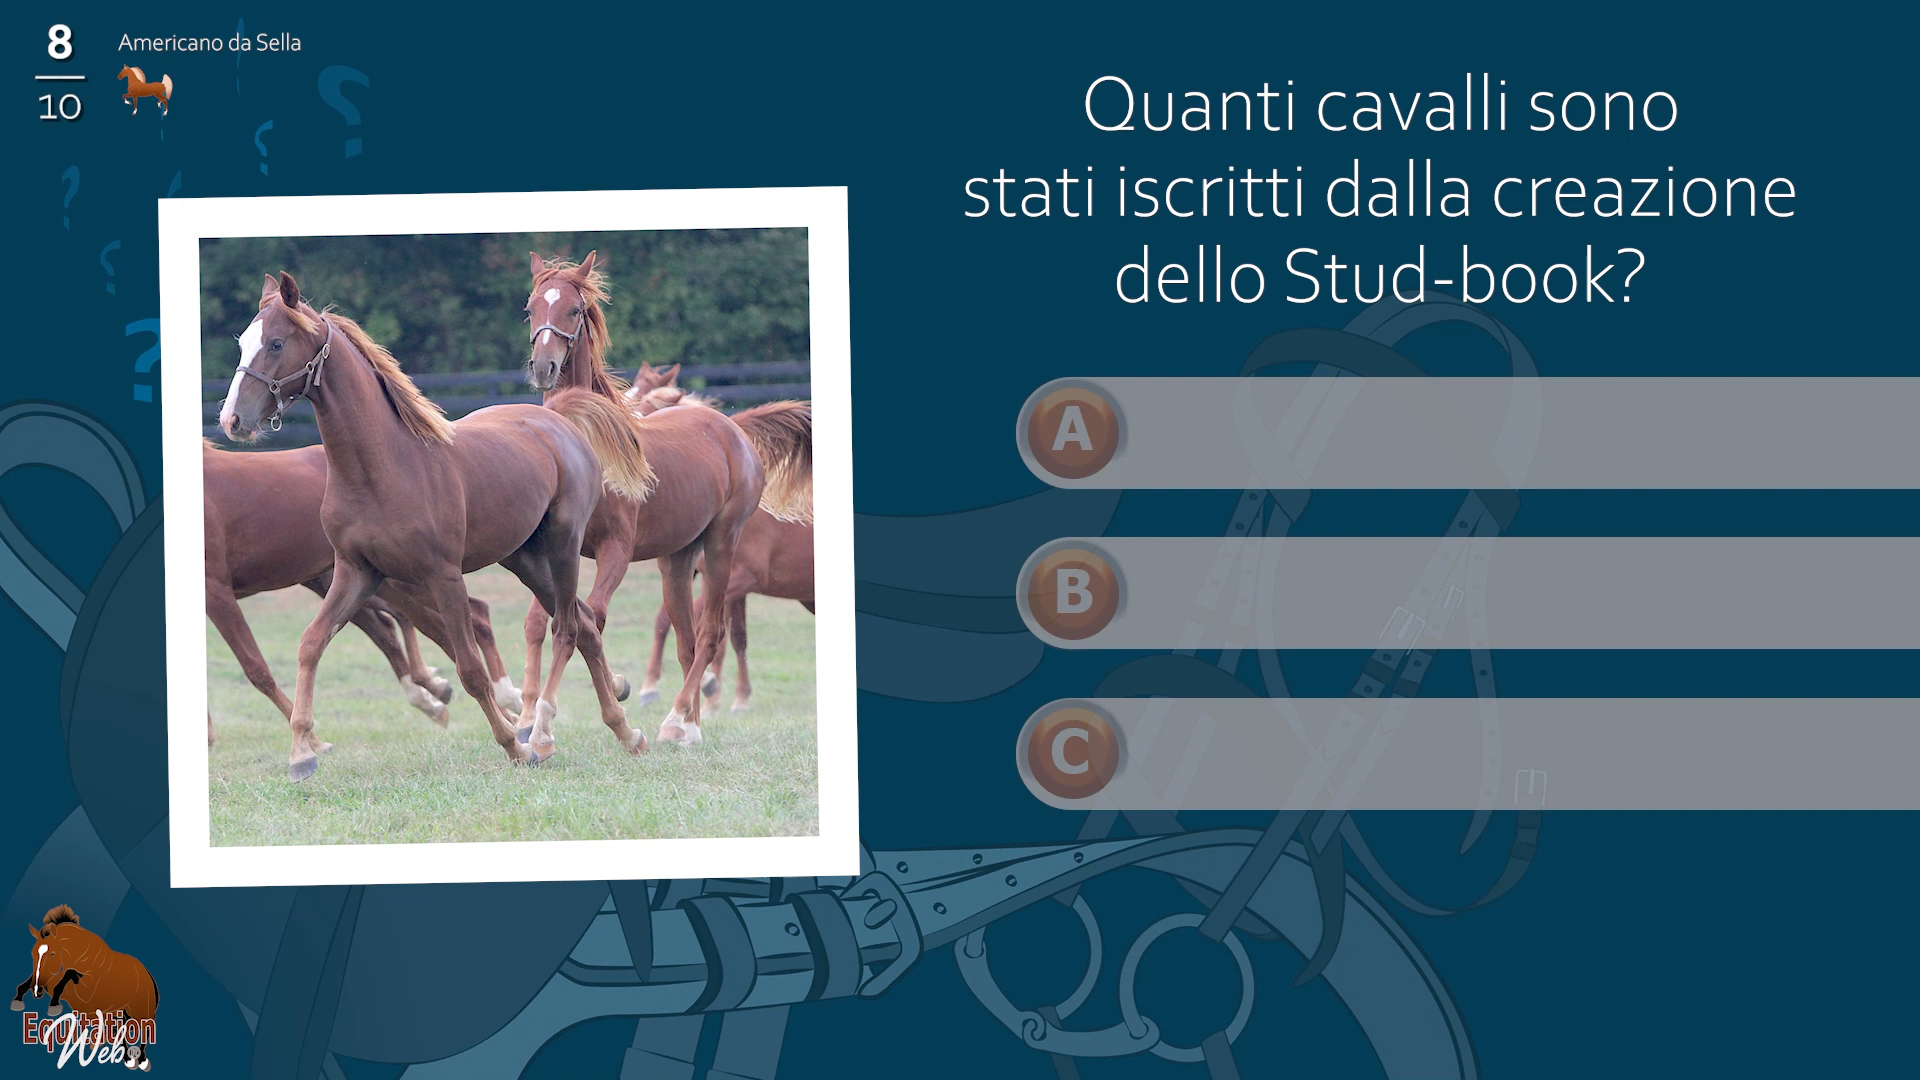 8
10
Americano da Sella
Quanti cavalli sono
stati iscritti dalla creazione
dello Stud-book?
A
B
C
Equitation
Web